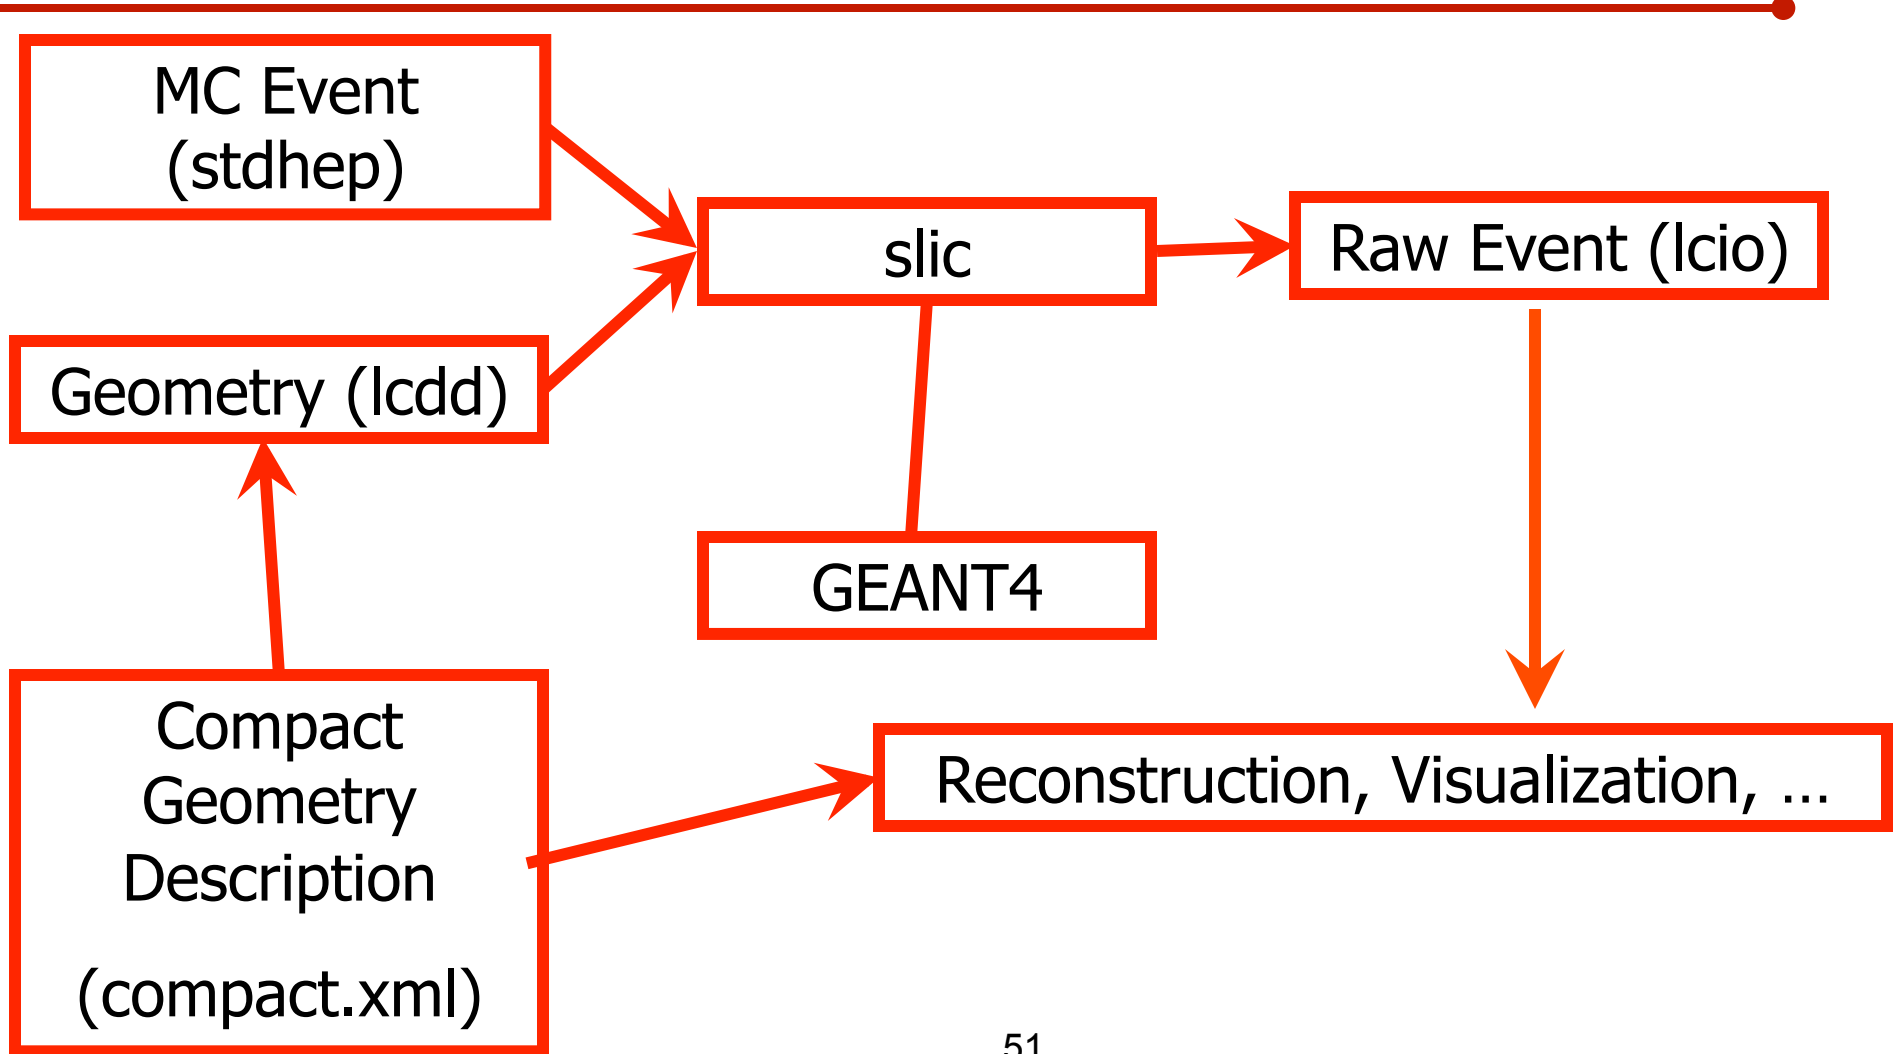 MC Event
(stdhep)
slic
Raw Event (lcio)
Geometry (lcdd)
GEANT4
Compact
Geometry
Description
(compact.xml)
Reconstruction, Visualization, …
51